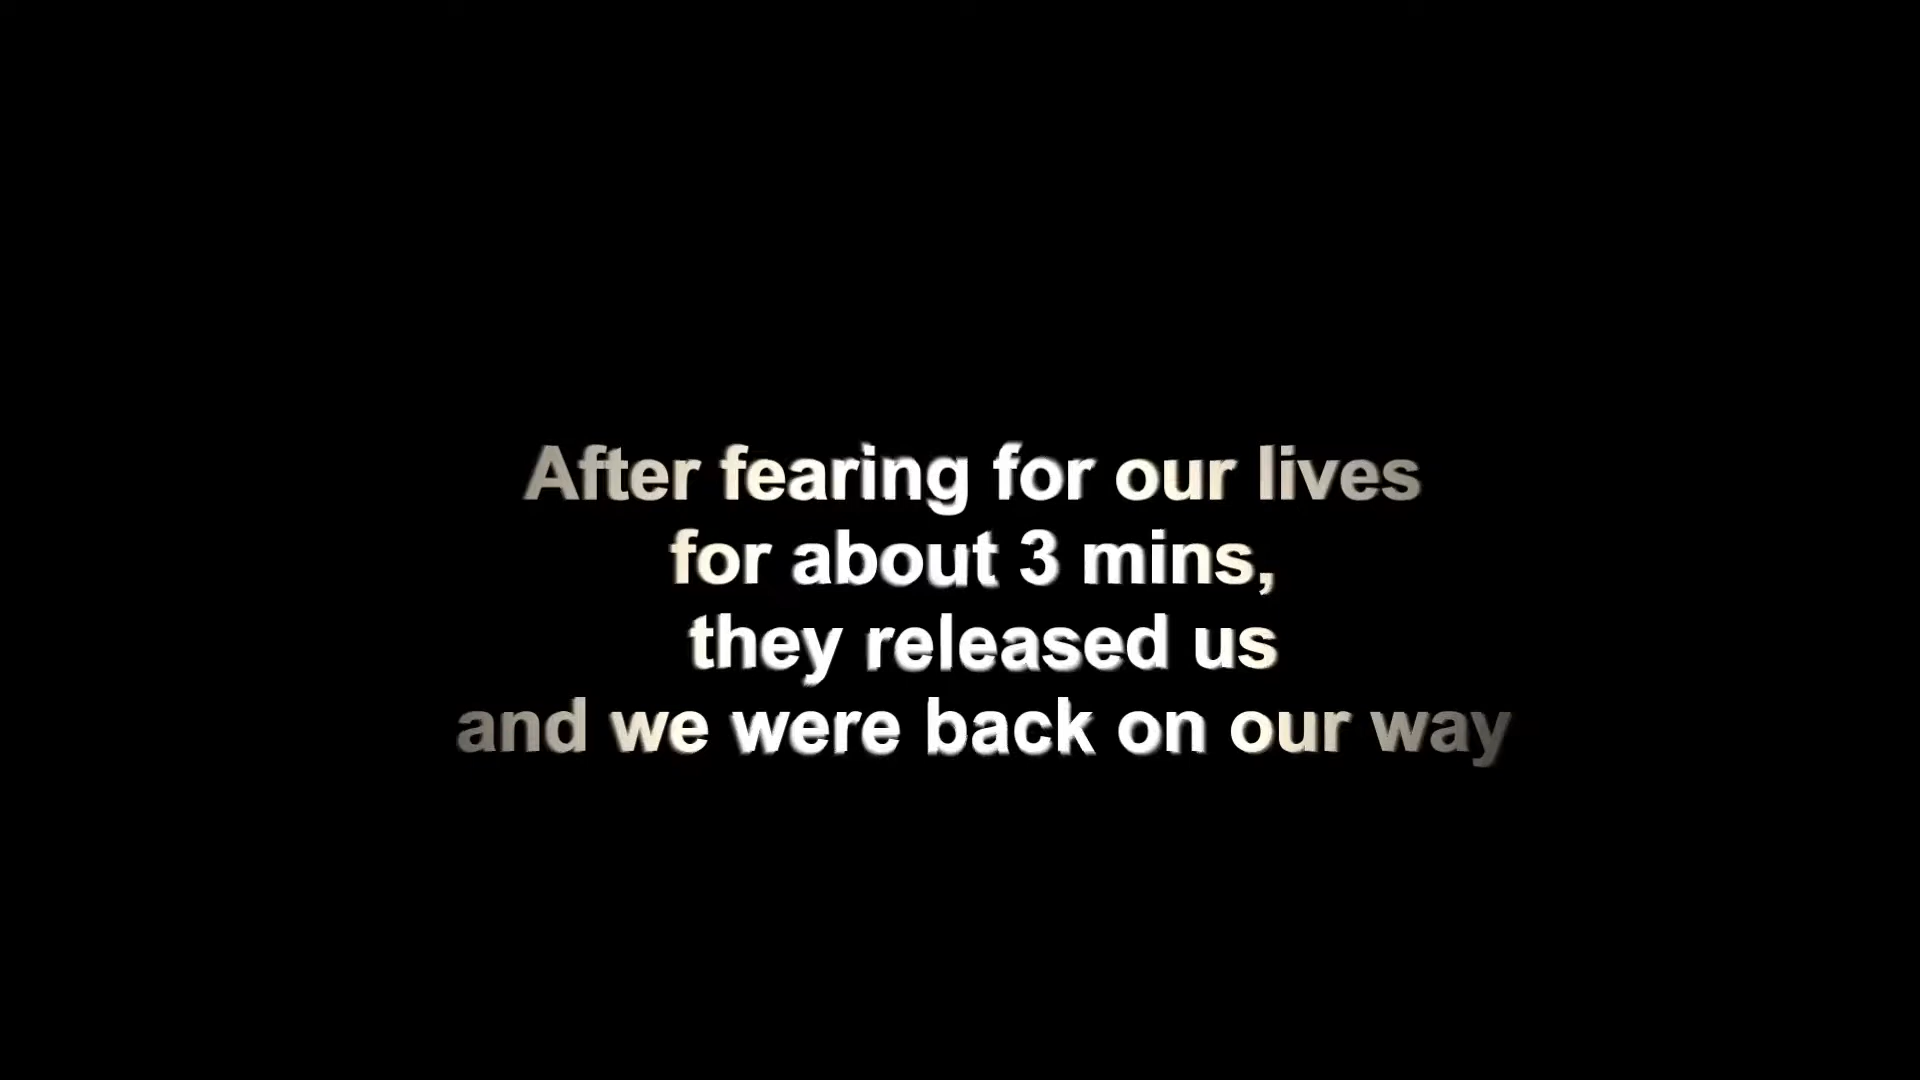 After fearing for our lives
for about 3 mins,
they released us
and we were back on our way